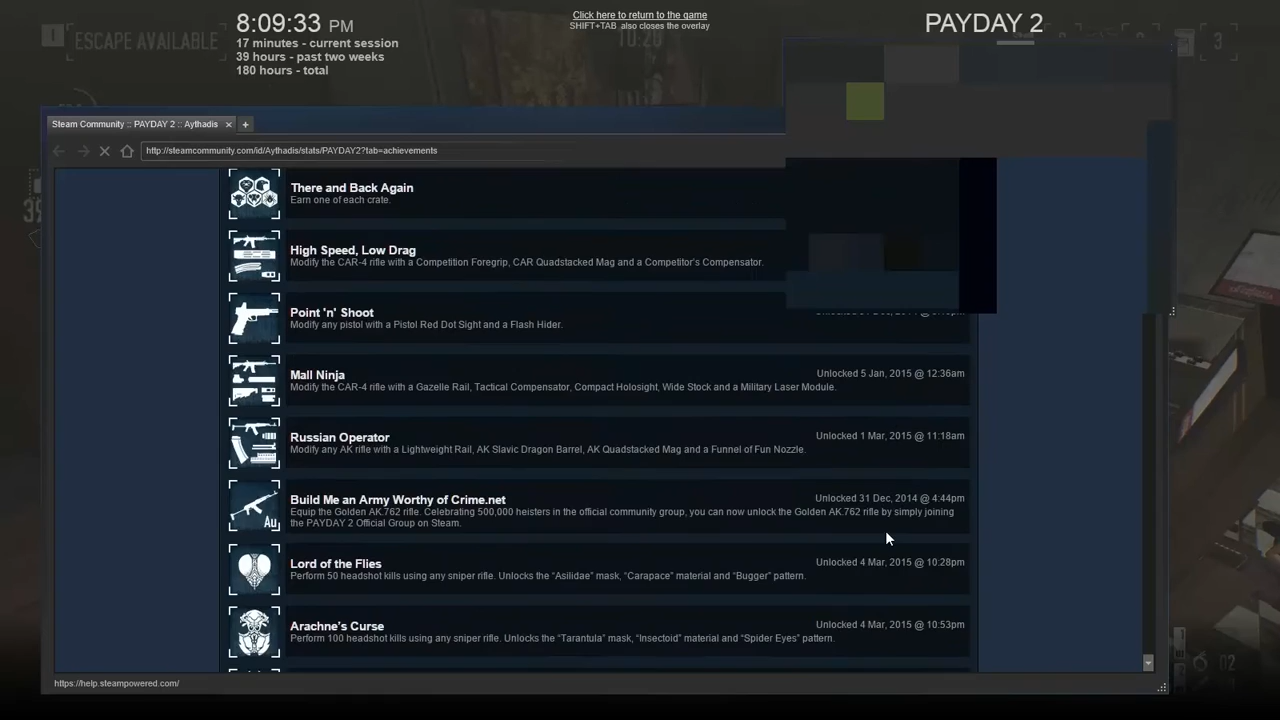 ESCAPE AVAILABLE
8:09:33 PM
17 minutes - current session
39 hours - past two weeks
180 hours - total
Click here to return to the game
SHIFT+TAB also closes the overlay
PAYDAY 2
3
Steam Community :: PAYDAY 2 :: Aythadis
http://steamcommunity.com/id/Aythadis/stats/PAYDAY2?tab=achievements
There and Back Again
Earn one of each crate.
High Speed, Low Drag
Modify the CAR-4 rifle with a Competition Foregrip, CAR Quadstacked Mag and a Competitor's Compensator.
Point 'n' Shoot
Modify any pistol with a Pistol Red Dot Sight and a Flash Hider.
Mall Ninja
Unlocked 5 Jan, 2015 @ 12:36am
Modify the CAR-4 rifle with a Gazelle Rail, Tactical Compensator, Compact Holosight, Wide Stock and a Military Laser Module.
Russian Operator
Unlocked 1 Mar, 2015 @ 11:18am
Modify any AK rifle with a Lightweight Rail, AK Slavic Dragon Barrel, AK Quadstacked Mag and a Funnel of Fun Nozzle.
Au
Build Me an Army Worthy of Crime.net
Unlocked 31 Dec, 2014 @ 4:44pm
Equip the Golden AK.762 rifle. Celebrating 500,000 heisters in the official community group, you can now unlock the Golden AK.762 rifle by simply joining
the PAYDAY 2 Official Group on Steam.
Lord of the Flies
Unlocked 4 Mar, 2015 @ 10:28pm
Perform 50 headshot kills using any sniper rifle. Unlocks the “Asilidae” mask, “Carapace” material and “Bugger” pattern.
Arachne's Curse
Unlocked 4 Mar, 2015 @ 10:53pm
Perform 100 headshot kills using any sniper rifle. Unlocks the “Tarantula” mask, “Insectoid” material and “Spider Eyes” pattern.
https://help.steampowered.com/
02